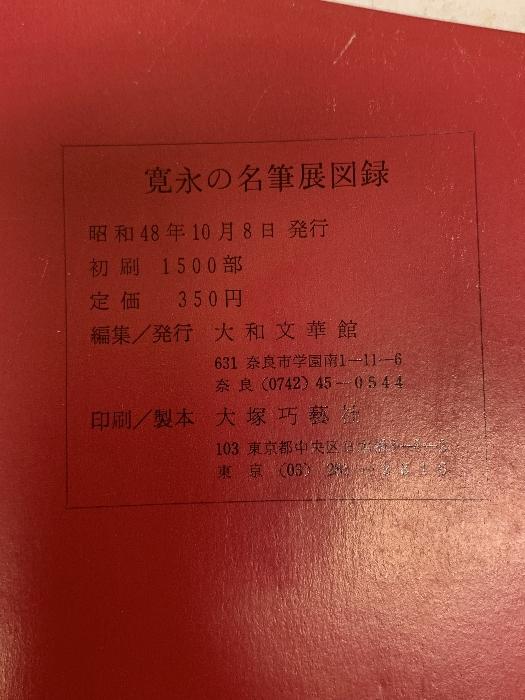 寛永の名筆展図録
昭和48年10月8日 発行
初刷 1500部
定価 350円
編集／発行 大和文華館
631 奈良市学園南1―11―6
奈良(0742)45―0544
印刷／製本 大塚巧藝社
103 東京都中央区
東京(03)